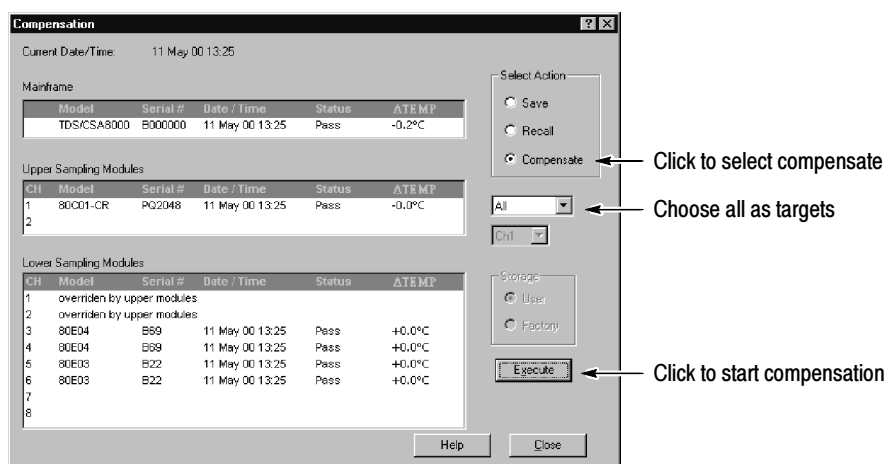 Compensation
Current Date/Time: 11 May 00 13:25
Mainframe
Model Serial # Date / Time Status ΔTEMP
TDS/CSA8000 B000000 11 May 00 13:25 Pass -0.2°C
Upper Sampling Modules
CH Model Serial # Date / Time Status ΔTEMP
1 80C01-CR PQ2048 11 May 00 13:25 Pass -0.0°C
2
Lower Sampling Modules
CH Model Serial # Date / Time Status ΔTEMP
1 overriden by upper modules
2 overriden by upper modules
3 80E04 B69 11 May 00 13:25 Pass +0.0°C
4 80E04 B69 11 May 00 13:25 Pass +0.0°C
5 80E03 B22 11 May 00 13:25 Pass +0.0°C
6 80E03 B22 11 May 00 13:25 Pass +0.0°C
7
8
Select Action
Save
Recall
Compensate
Click to select compensate
All
Choose all as targets
Ch1
Storage
User
Factory
Execute
Click to start compensation
Help Close